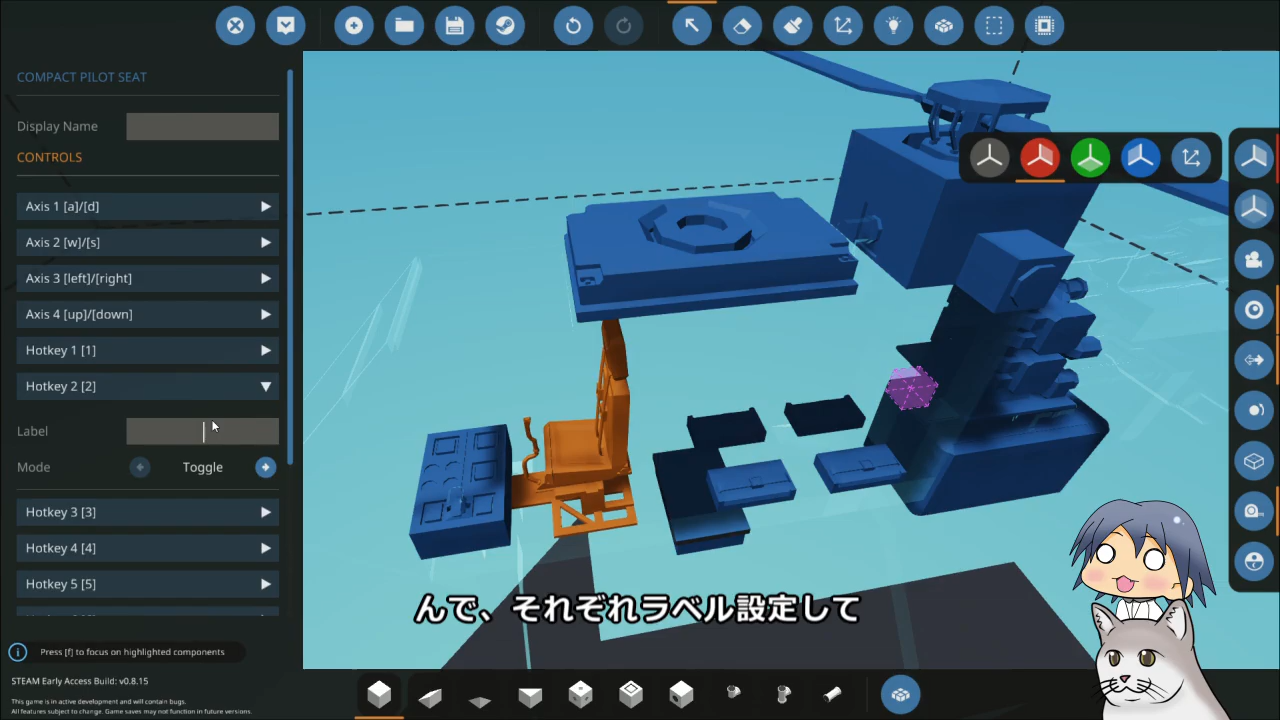 COMPACT PILOT SEAT
Display Name
CONTROLS
Axis 1 [a]/[d]
Axis 2 [w]/[s]
Axis 3 [left]/[right]
Axis 4 [up]/[down]
Hotkey 1 [1]
Hotkey 2 [2]
Label
Mode
Toggle
Hotkey 3 [3]
Hotkey 4 [4]
Hotkey 5 [5]
Press [f] to focus on highlighted components
STEAM Early Access Build: v0.8.15
This game is in active development and will contain bugs.
All features subject to change. Game saves may not function in future versions.
んで、それぞれラベル設定して